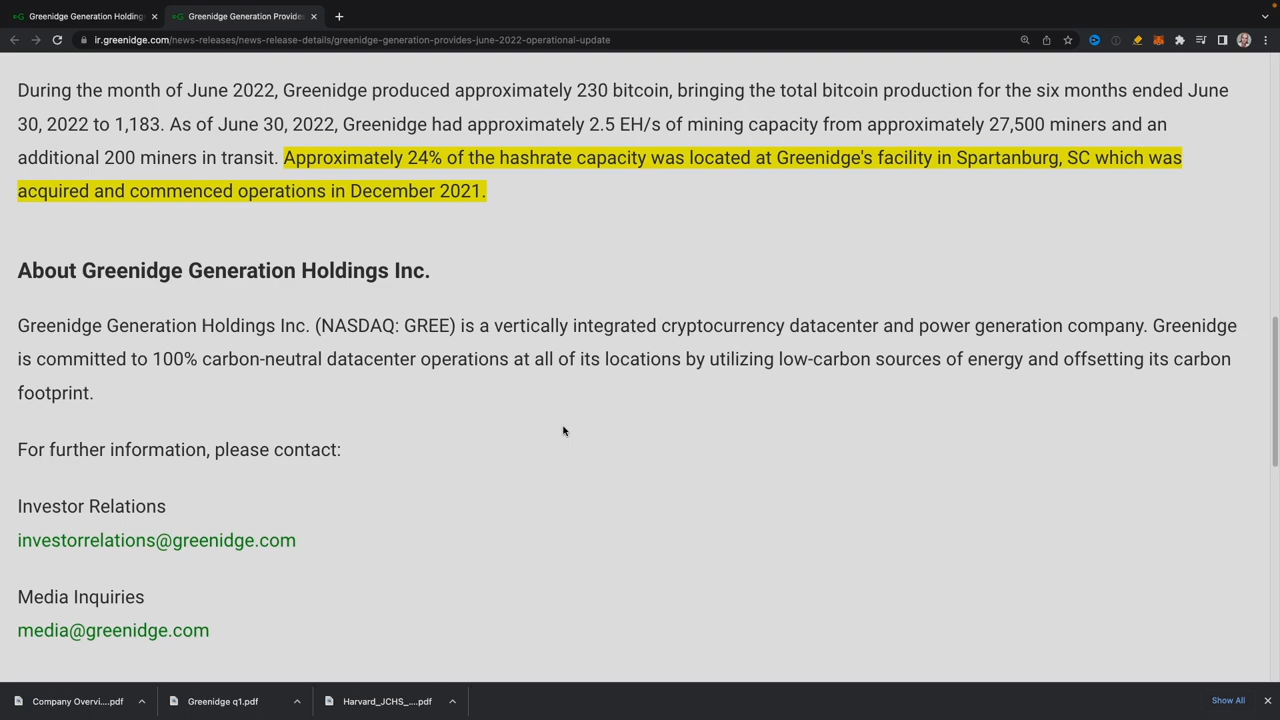 Greenidge Generation Holding
Greenidge Generation Provides
ir.greenidge.com/news-releases/news-release-details/greenidge-generation-provides-june-2022-operational-update
During the month of June 2022, Greenidge produced approximately 230 bitcoin, bringing the total bitcoin production for the six months ended June
30, 2022 to 1,183. As of June 30, 2022, Greenidge had approximately 2.5 EH/s of mining capacity from approximately 27,500 miners and an
additional 200 miners in transit. Approximately 24% of the hashrate capacity was located at Greenidge's facility in Spartanburg, SC which was
acquired and commenced operations in December 2021.
About Greenidge Generation Holdings Inc.
Greenidge Generation Holdings Inc. (NASDAQ: GREE) is a vertically integrated cryptocurrency datacenter and power generation company. Greenidge
is committed to 100% carbon-neutral datacenter operations at all of its locations by utilizing low-carbon sources of energy and offsetting its carbon
footprint.
For further information, please contact:
Investor Relations
investorrelations@greenidge.com
Media Inquiries
media@greenidge.com
Company Overvi....pdf
Greenidge q1.pdf
Harvard_JCHS_....pdf
Show All